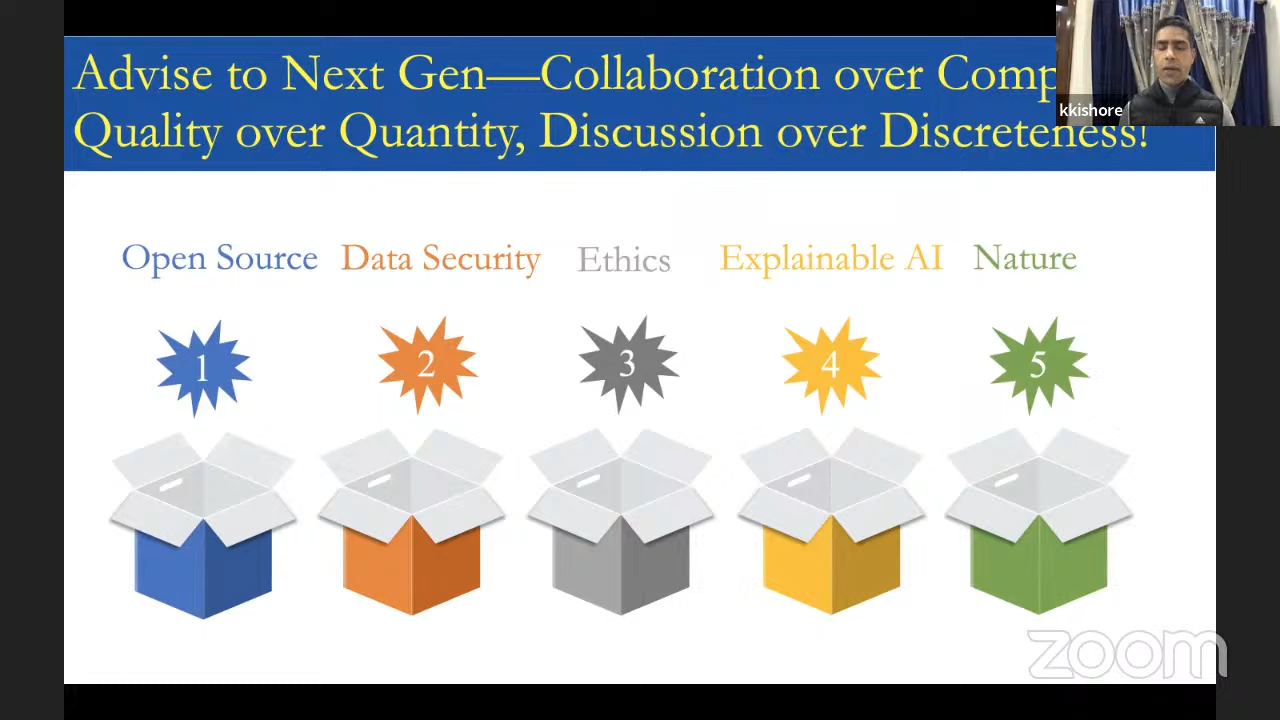 Advise to Next Gen—Collaboration over Comp
Quality over Quantity, Discussion over Discreteness!
kkishore
Open Source Data Security Ethics Explainable AI Nature
1 2 3 4 5
zoom